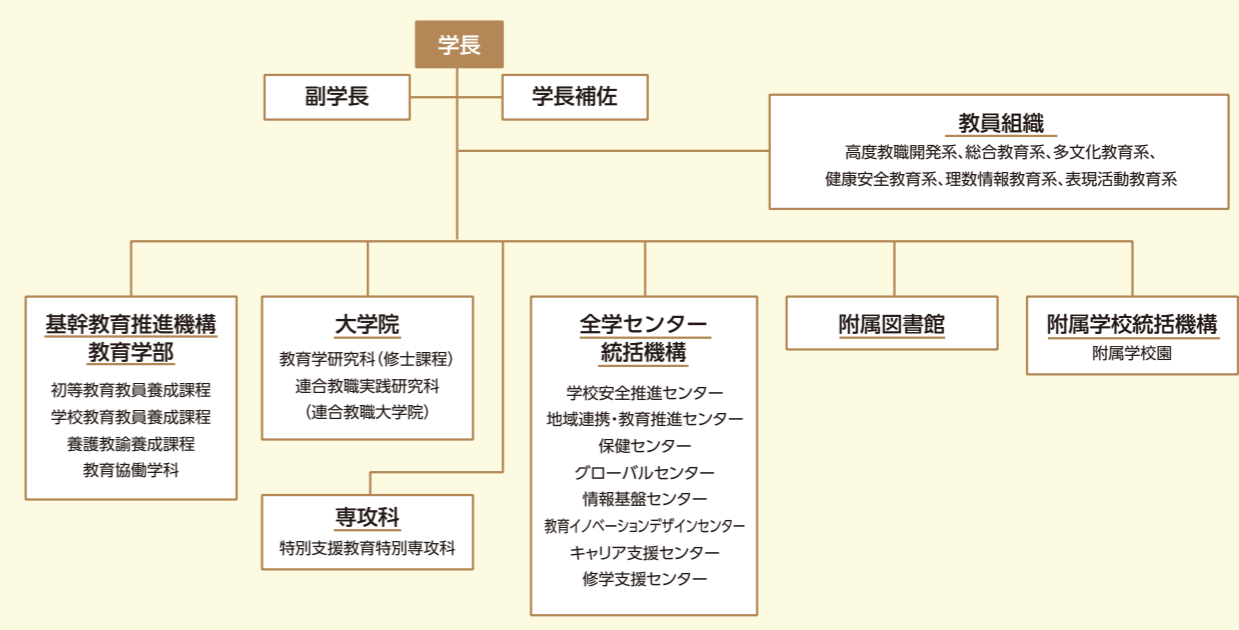 学長
副学長
学長補佐
教員組織
高度教職開発系、総合教育系、多文化教育系、
健康安全教育系、理数情報教育系、表現活動教育系
基幹教育推進機構
教育学部
初等教育教員養成課程
学校教育教員養成課程
養護教諭養成課程
教育協働学科
大学院
教育学研究科(修士課程)
連合教職実践研究科
(連合教職大学院)
専攻科
特別支援教育特別専攻科
全学センター
統括機構
学校安全推進センター
地域連携・教育推進センター
保健センター
グローバルセンター
情報基盤センター
教育イノベーションデザインセンター
キャリア支援センター
修学支援センター
附属図書館
附属学校統括機構
附属学校園